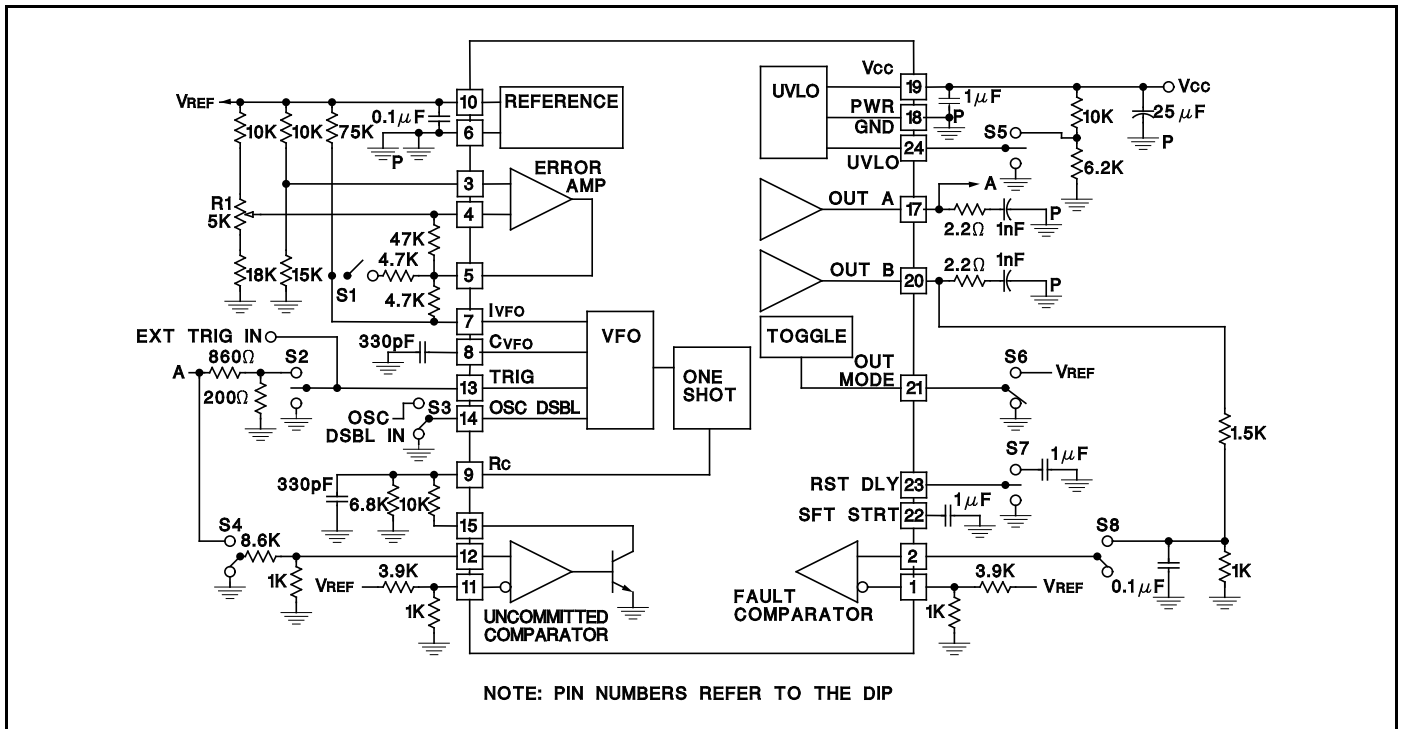 VREF
10K
10K
75K
0.1μF
P
10
6
REFERENCE
ERROR
AMP
3
4
R1
5K
47K
4.7K
S1
4.7K
5
18K
15K
7
IVFO
EXT TRIG IN
330pF
8
CVFO
VFO
A
860Ω
S2
200Ω
13
TRIG
ONE
SHOT
OSC
DSBL IN
S3
14
OSC DSBL
9
RC
330pF
6.8K
10K
15
S4
8.6K
12
1K
VREF
3.9K
11
1K
UNCOMMITTED
COMPARATOR
UVLO
VCC
19
1μF
PWR
GND
18
P
VCC
10K
25 μF
P
S5
24
UVLO
6.2K
OUT A
17
A
2.2Ω
1nF
P
OUT B
20
2.2Ω
1nF
P
TOGGLE
OUT
MODE
21
S6
VREF
1.5K
S7
1μF
RST DLY
23
SFT STRT
22
1μF
S8
2
0.1μF
1K
FAULT
COMPARATOR
1
3.9K
VREF
1K
NOTE: PIN NUMBERS REFER TO THE DIP